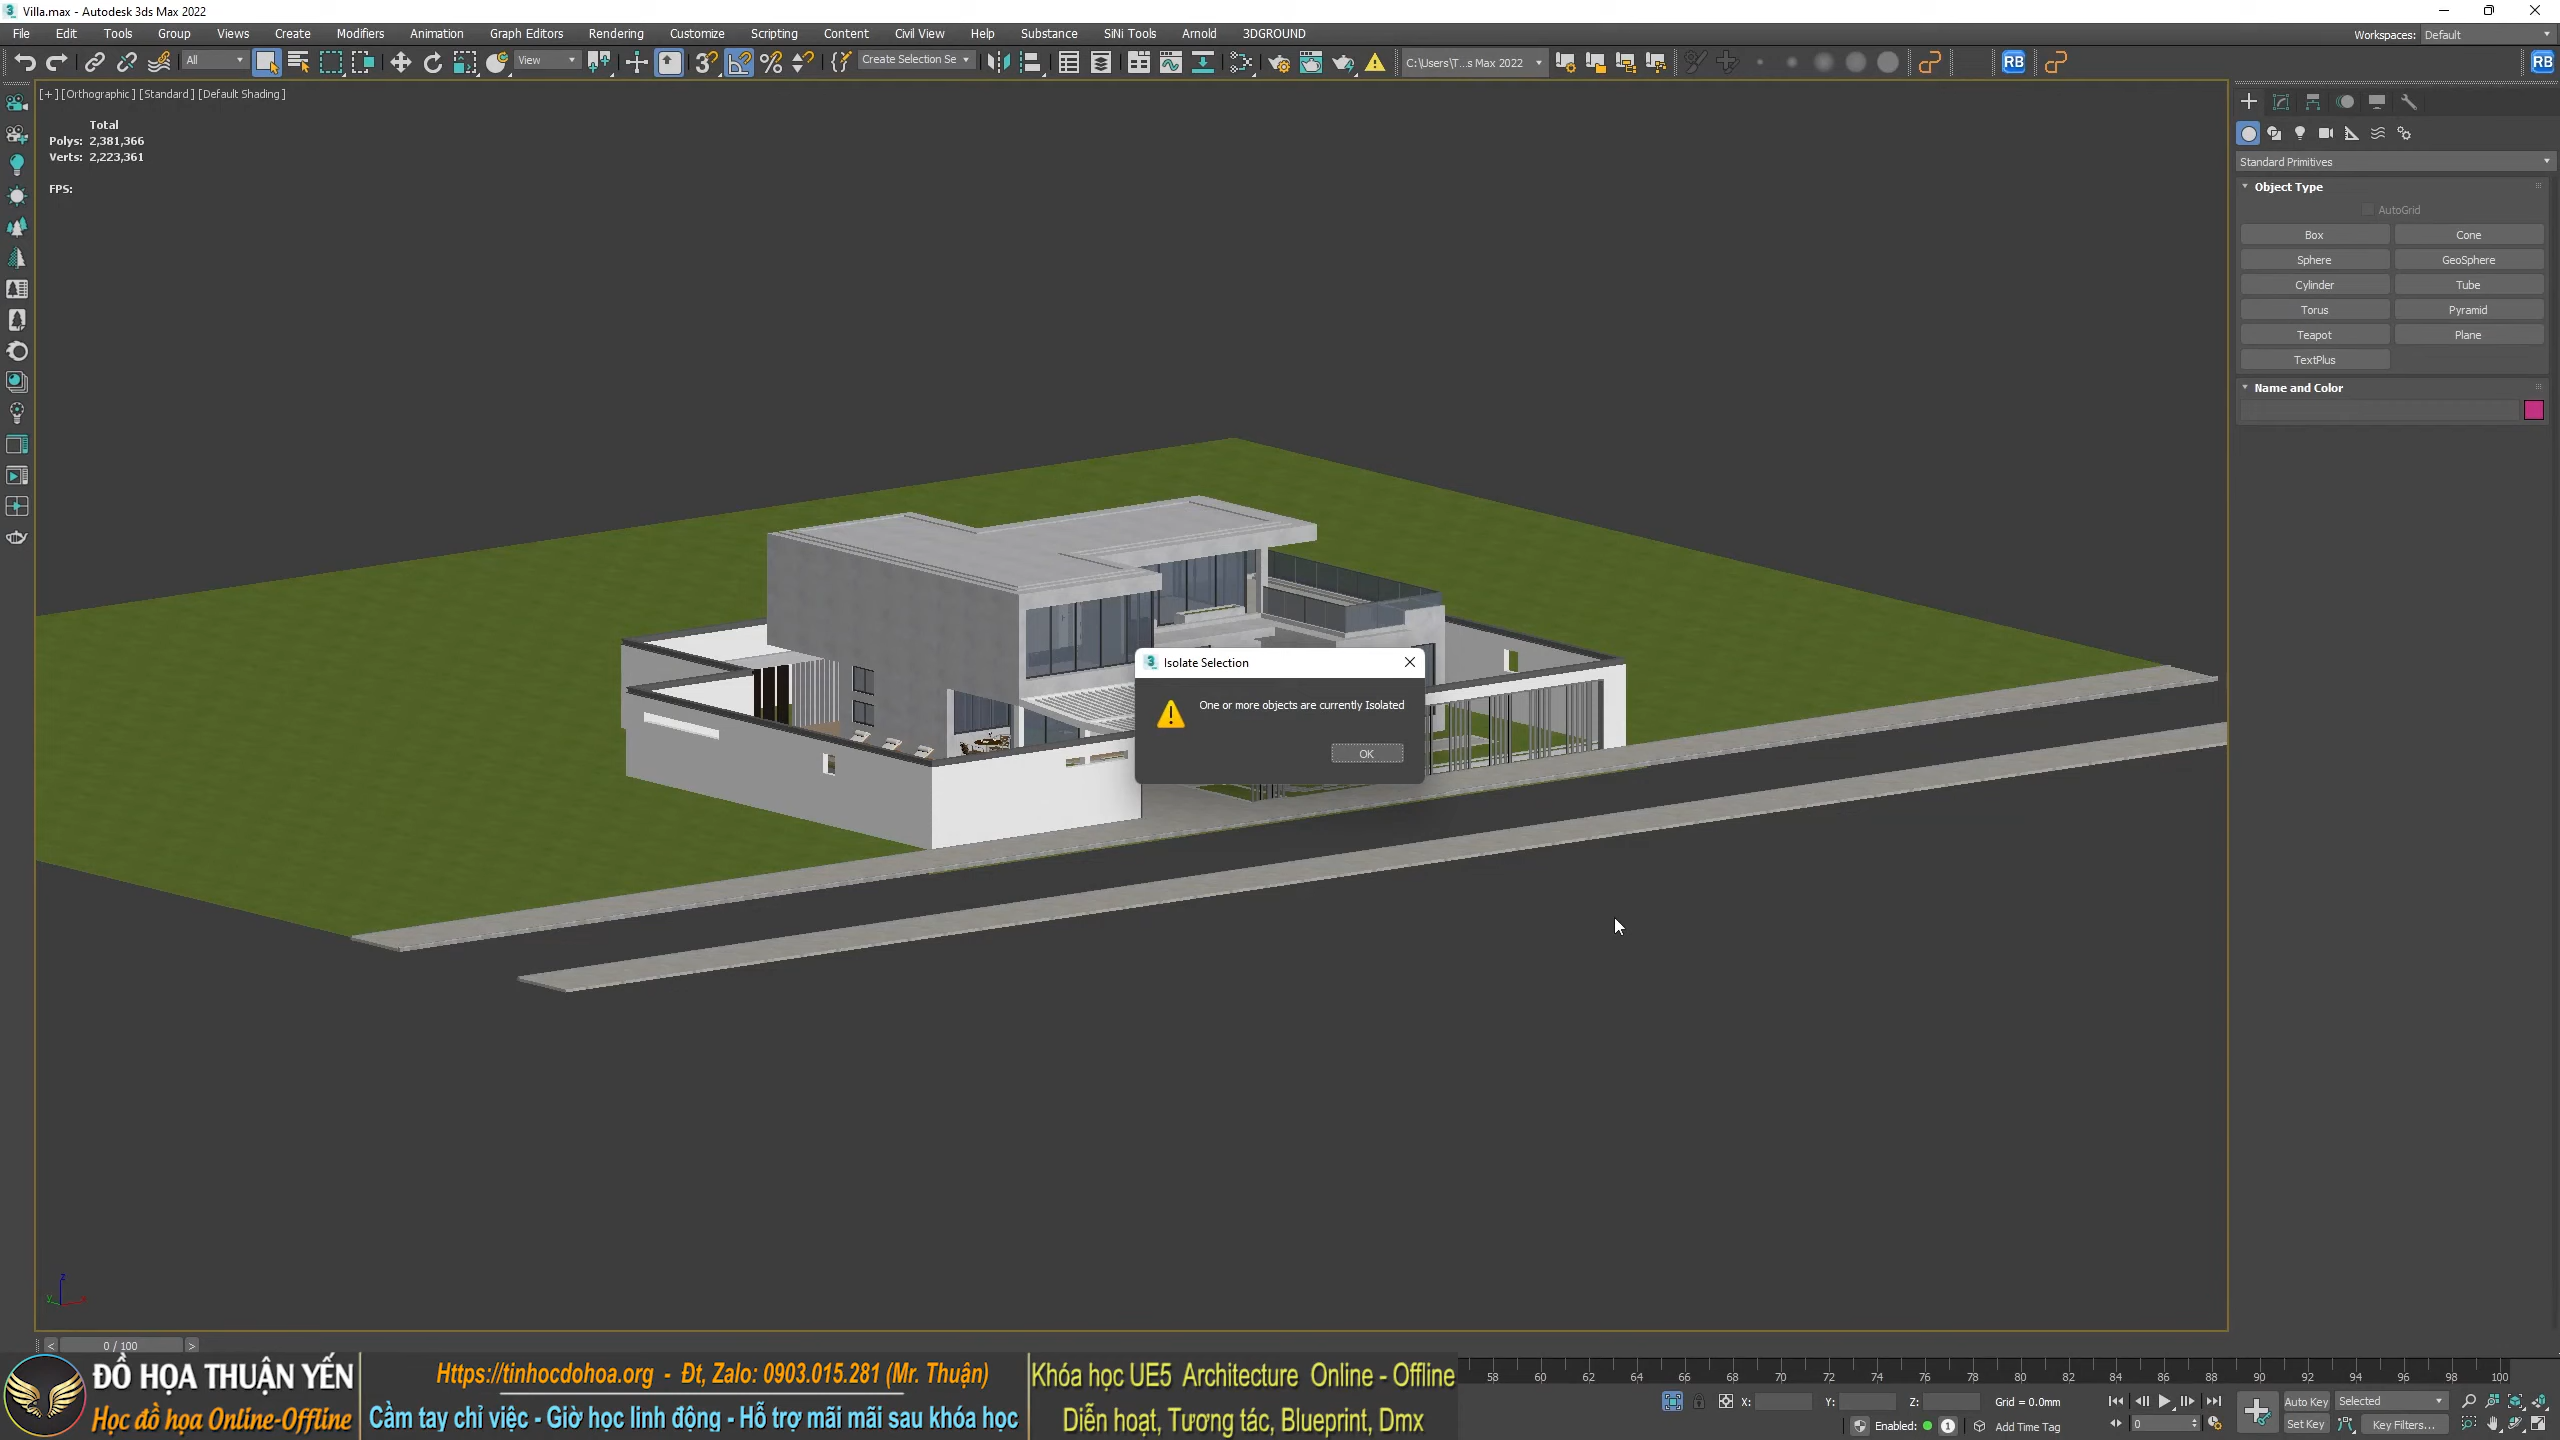 Villa.max - Autodesk 3ds Max 2022
File Edit Tools Group Views Create Modifiers Animation Graph Editors Rendering Customize Scripting Content Civil View Help Substance SiNi Tools Arnold 3DGROUND
Workspaces: Default
All View Create Selection Se C:\Users\T...s Max 2022 RB RB
[+] [Orthographic] [Standard] [Default Shading]
Total
Polys: 2,381,366
Verts: 2,223,361
FPS:
Standard Primitives
Object Type
AutoGrid
Box Cone
Sphere GeoSphere
Cylinder Tube
Torus Pyramid
Teapot Plane
TextPlus
Name and Color
Isolate Selection
One or more objects are currently Isolated
OK
z
y x
< 0 / 100 >
ĐỒ HỌA THUẬN YẾN
Học đồ họa Online-Offline
Https://tinhocdohoa.org - Đt, Zalo: 0903.015.281 (Mr. Thuận)
Cầm tay chỉ việc - Giờ học linh động - Hỗ trợ mãi mãi sau khóa học
Khóa học UE5 Architecture Online - Offline
Diễn hoạt, Tương tác, Blueprint, Dmx
58 60 62 64 66 68 70 72 74 76 78 80 82 84 86 88 90 92 94 96 98 100
X: Y: Z: Grid = 0.0mm Auto Key Selected
Enabled: 1 Add Time Tag 0 Set Key Key Filters...